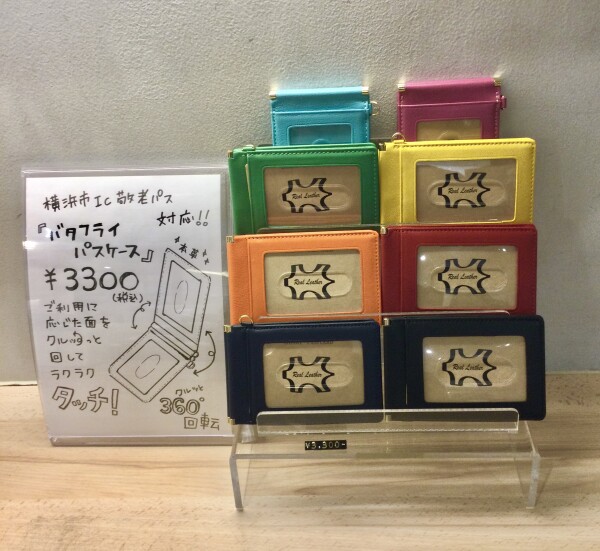 横浜市IC敬老パス
対応!!
『バタフライ
パスケース』
*本革*
¥3300
(税込)
ご利用に
応じた面を
クルッと
回して
ラクラク
タッチ!
クルッと
360°
回転
Real Leather
Real Leather
Real Leather
Real Leather
Real Leather
Real Leather
¥3,300-